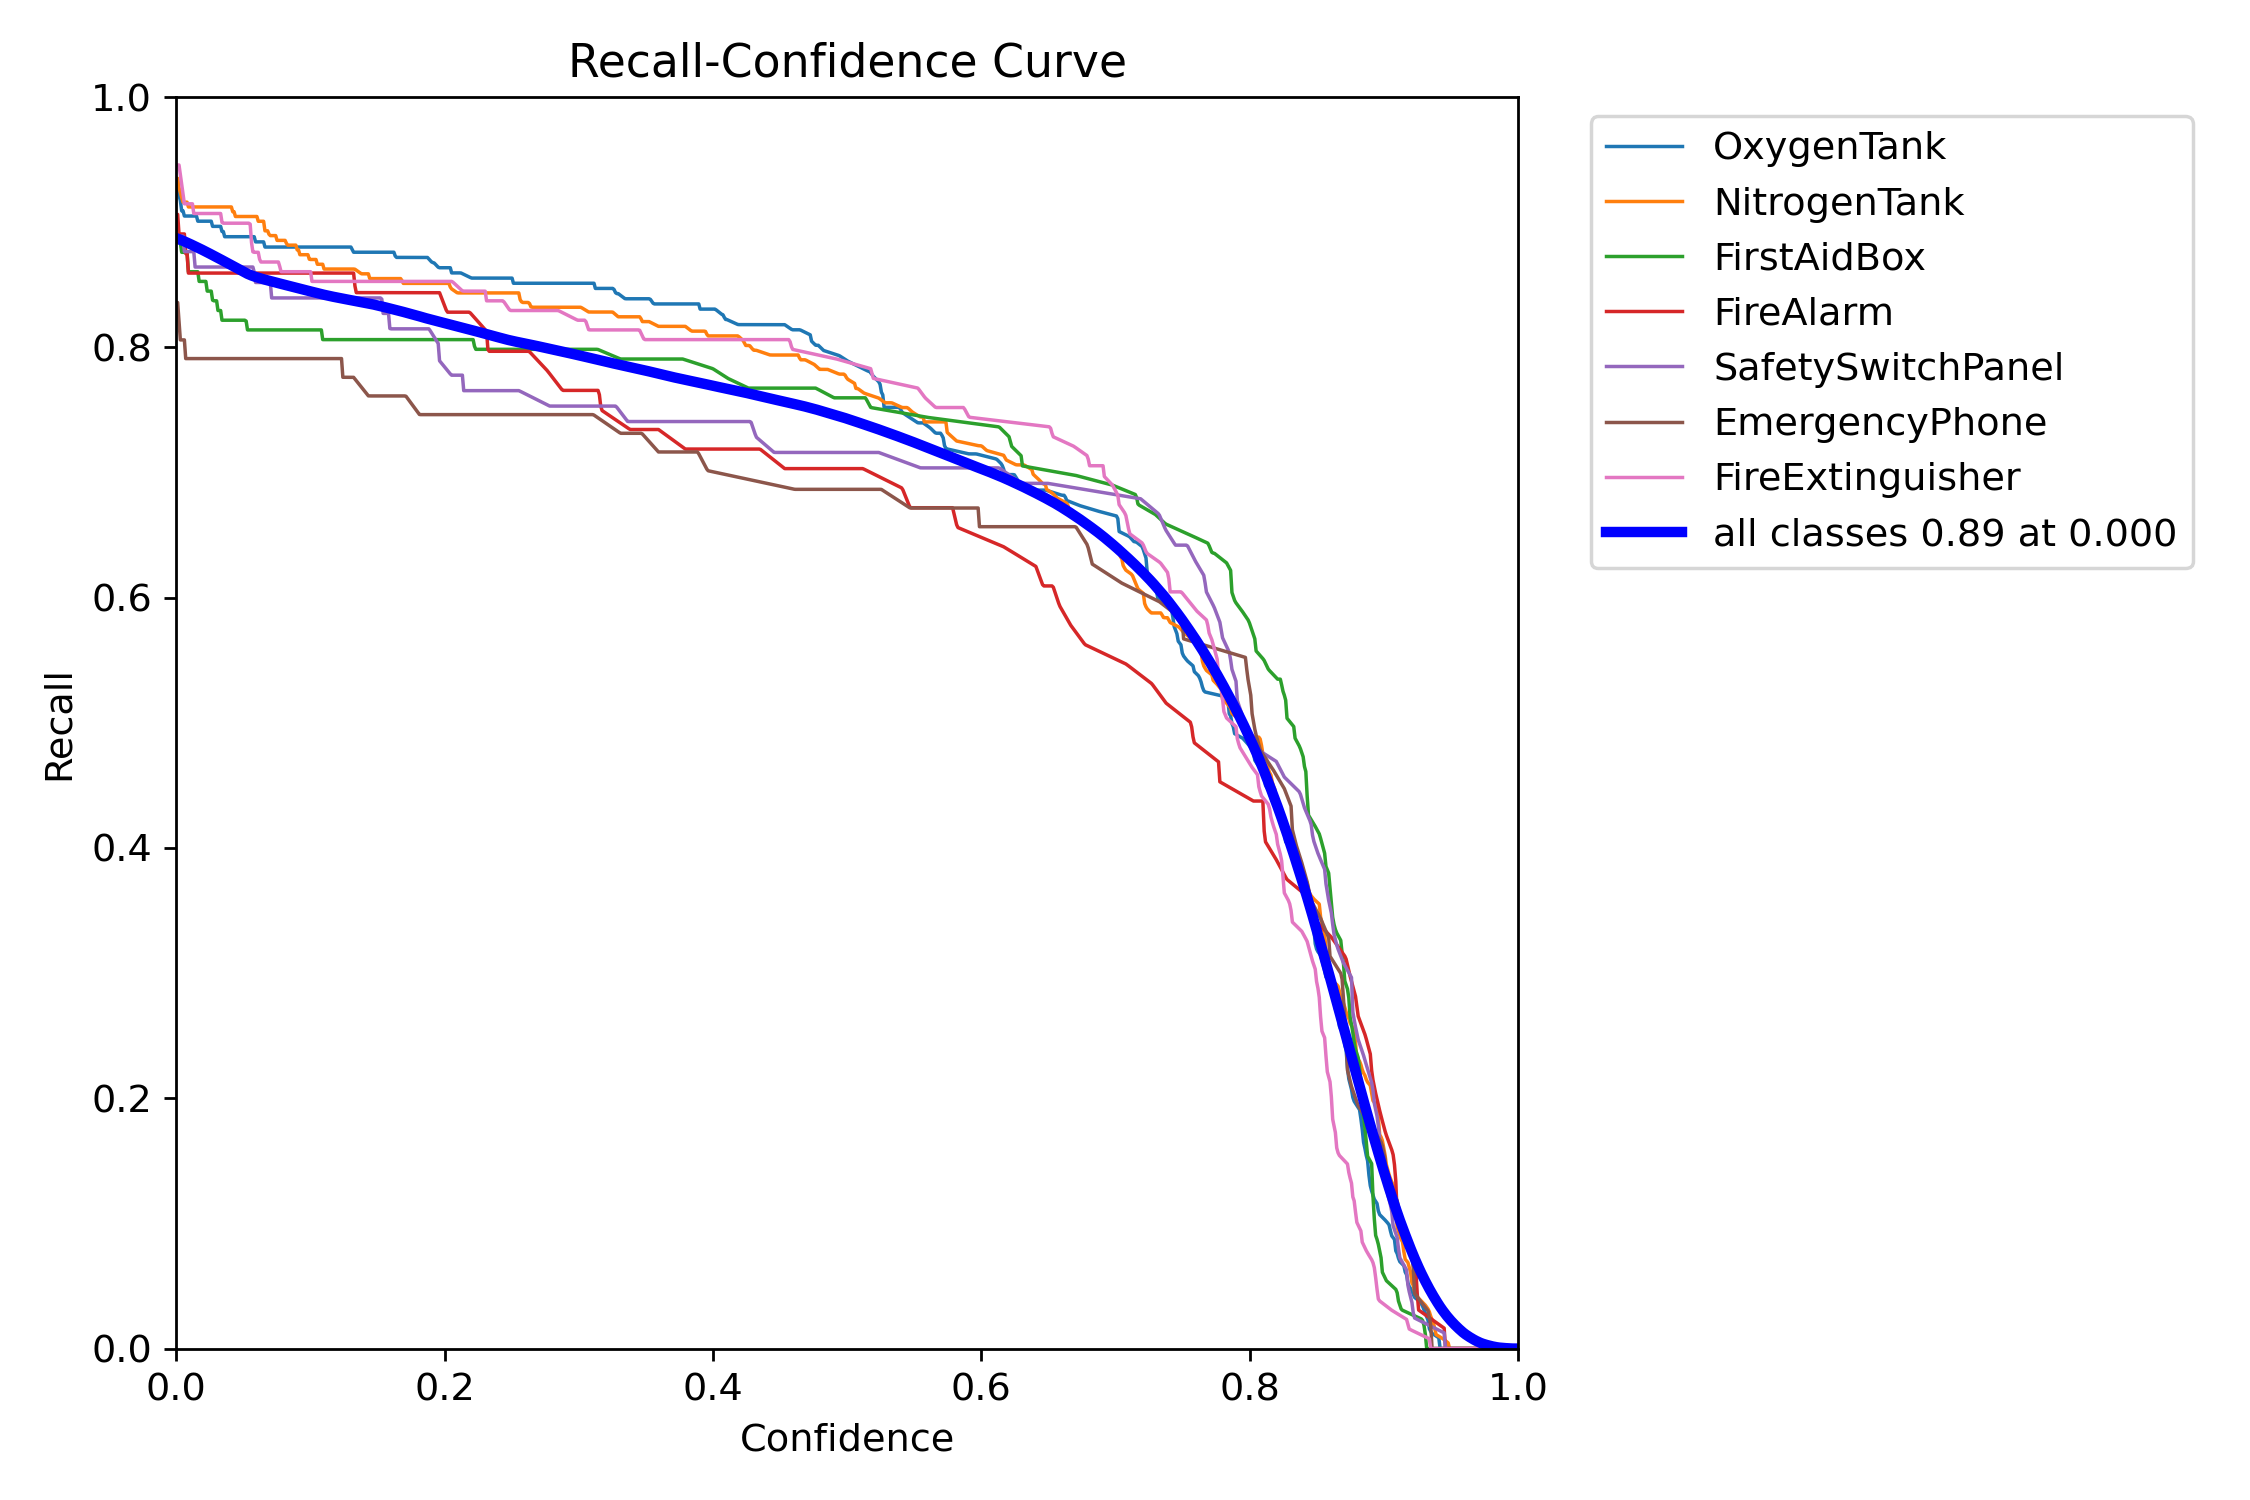 Recall-Confidence Curve
1.0
0.8
0.6
0.4
0.2
0.0
Recall
0.0 0.2 0.4 0.6 0.8 1.0
Confidence
OxygenTank
NitrogenTank
FirstAidBox
FireAlarm
SafetySwitchPanel
EmergencyPhone
FireExtinguisher
all classes 0.89 at 0.000